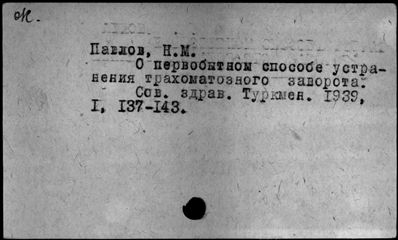 М.
Павлов, Н.М.
О первобытном способе устра-
нения трахоматозного заворота.
Сов. здрав. Туркмен. 1939,
I, 137-143.